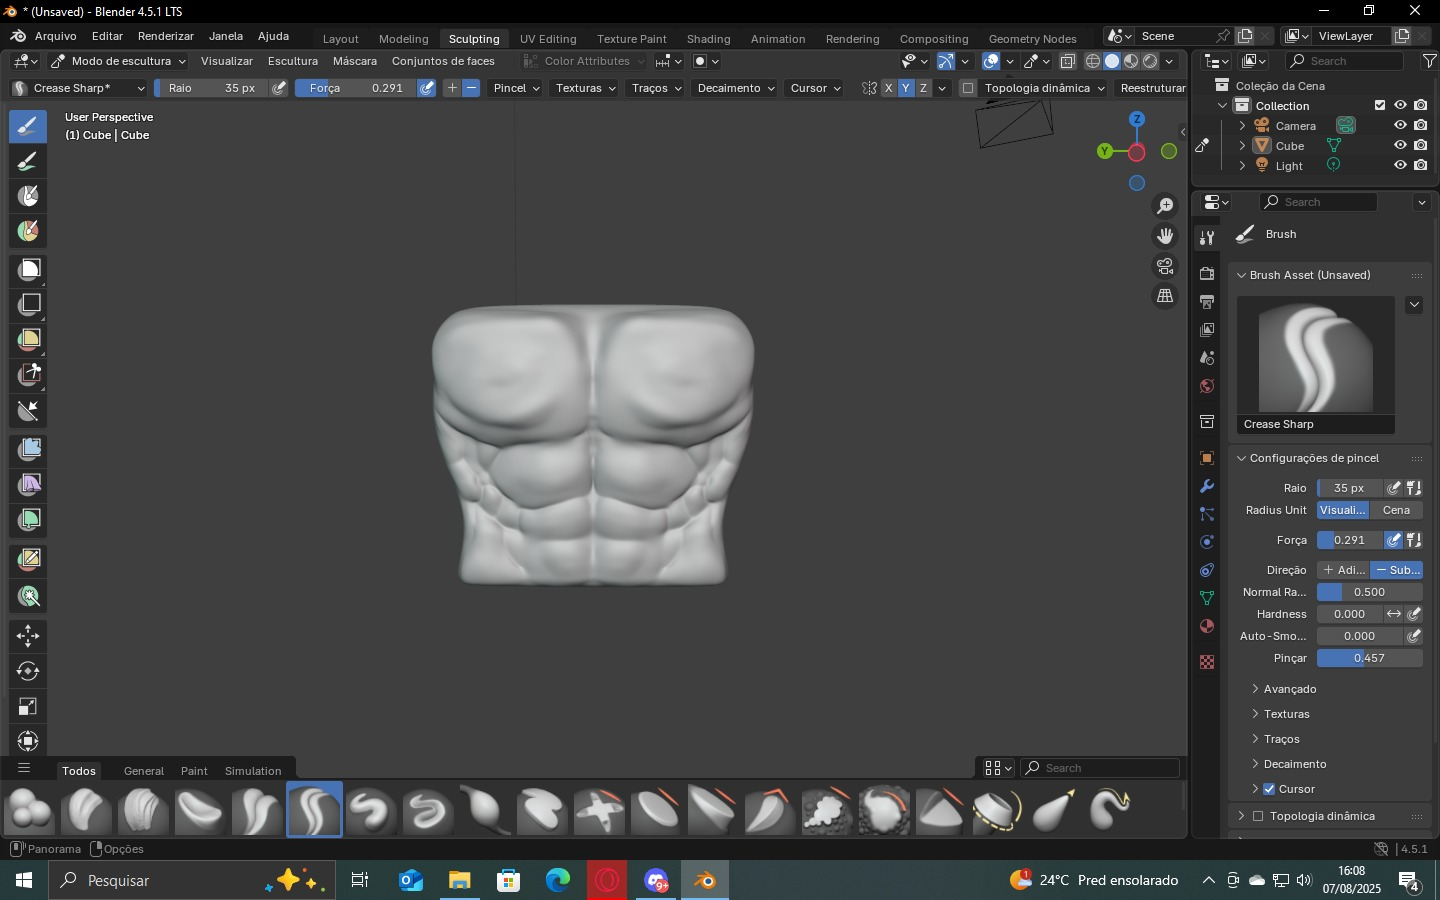 * (Unsaved) - Blender 4.5.1 LTS
Arquivo Editar Renderizar Janela Ajuda Layout Modeling Sculpting UV Editing Texture Paint Shading Animation Rendering Compositing Geometry Nodes Scene ViewLayer
Modo de escultura Visualizar Escultura Máscara Conjuntos de faces Color Attributes Search
Crease Sharp* Raio 35 px Força 0.291 + − Pincel Texturas Traços Decaimento Cursor X Y Z Topologia dinâmica Reestruturar
User Perspective
(1) Cube | Cube
Z
Y
Coleção da Cena
Collection
Camera
Cube
Light
Search
Brush
Brush Asset (Unsaved)
Crease Sharp
Configurações de pincel
Raio 35 px
Radius Unit Visuali... Cena
Força 0.291
Direção + Adi... − Sub...
Normal Ra... 0.500
Hardness 0.000
Auto-Smo... 0.000
Pinçar 0.457
Avançado
Texturas
Traços
Decaimento
Cursor
Topologia dinâmica
Todos General Paint Simulation Search
Panorama Opções 4.5.1
Pesquisar 9+ 1 24°C Pred ensolarado 16:08
07/08/2025 4